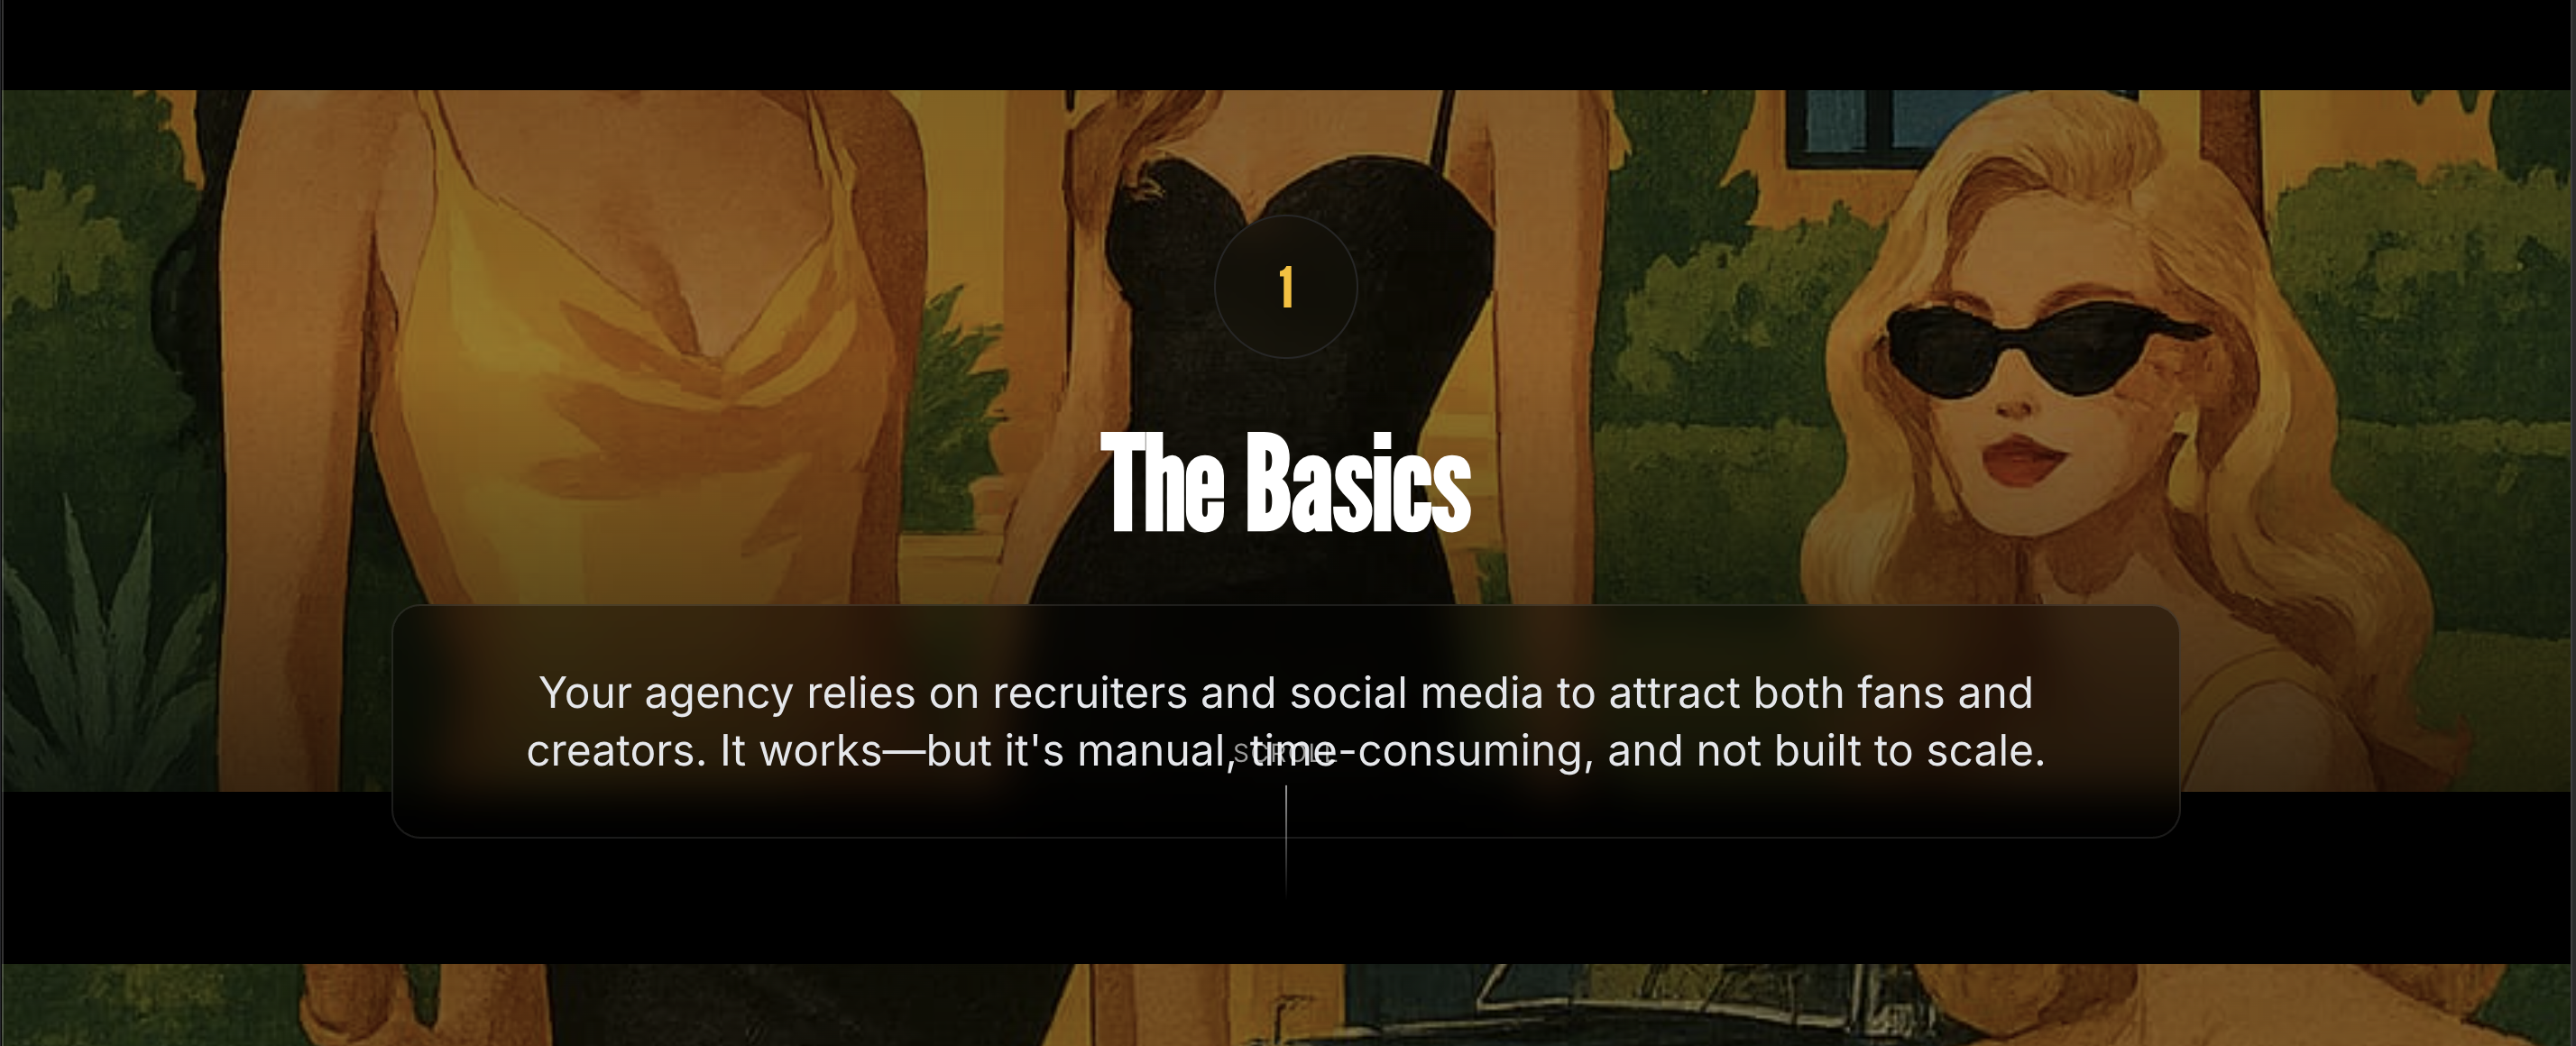 1
The Basics
Your agency relies on recruiters and social media to attract both fans and
creators. It works—but it's manual, time-consuming, and not built to scale.
SCROLL